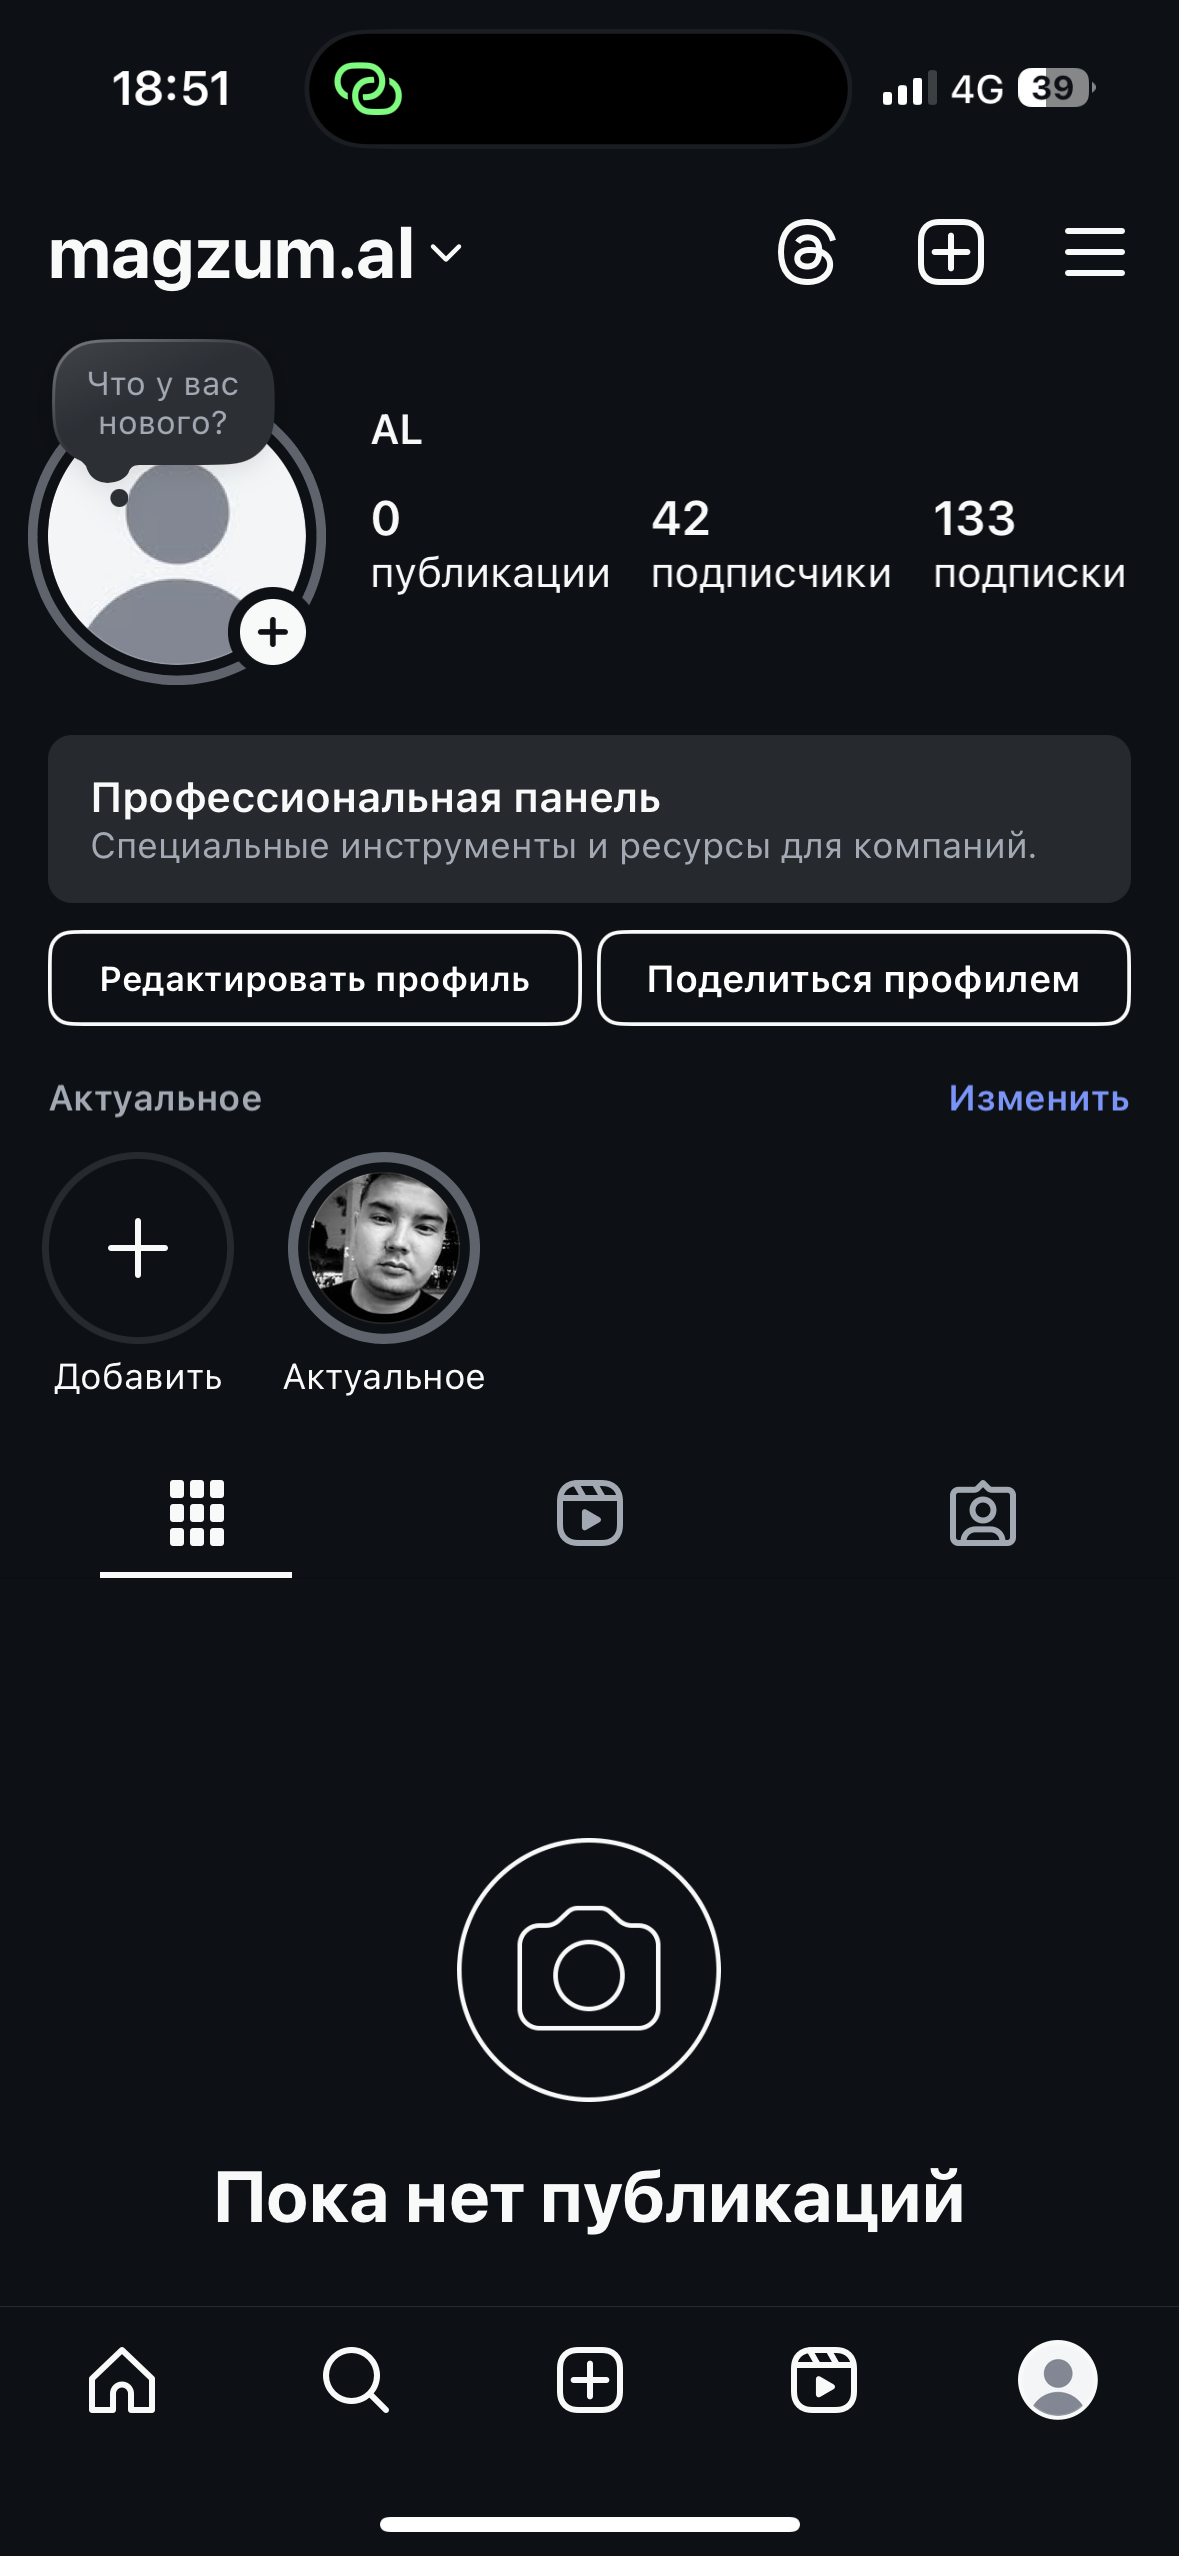 18:51
4G
39
magzum.al
Что у вас
нового?
AL
0
42
133
публикации
подписчики
подписки
Профессиональная панель
Специальные инструменты и ресурсы для компаний.
Редактировать профиль
Поделиться профилем
Актуальное
Изменить
Добавить
Актуальное
Пока нет публикаций